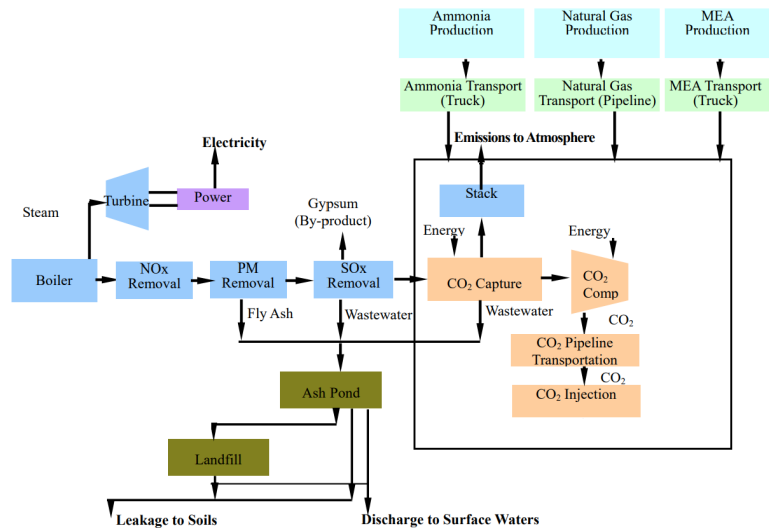 Ammonia
Production
Natural Gas
Production
MEA
Production
Ammonia Transport
(Truck)
Natural Gas
Transport (Pipeline)
MEA Transport
(Truck)
Electricity
Emissions to Atmosphere
Turbine
Power
Steam
Gypsum
(By-product)
Stack
Energy
Energy
Boiler
NOx
Removal
PM
Removal
SOx
Removal
CO₂ Capture
CO₂
Comp
Fly Ash
Wastewater
Wastewater
CO₂
CO₂ Pipeline
Transportation
CO₂
CO₂ Injection
Ash Pond
Landfill
Leakage to Soils
Discharge to Surface Waters